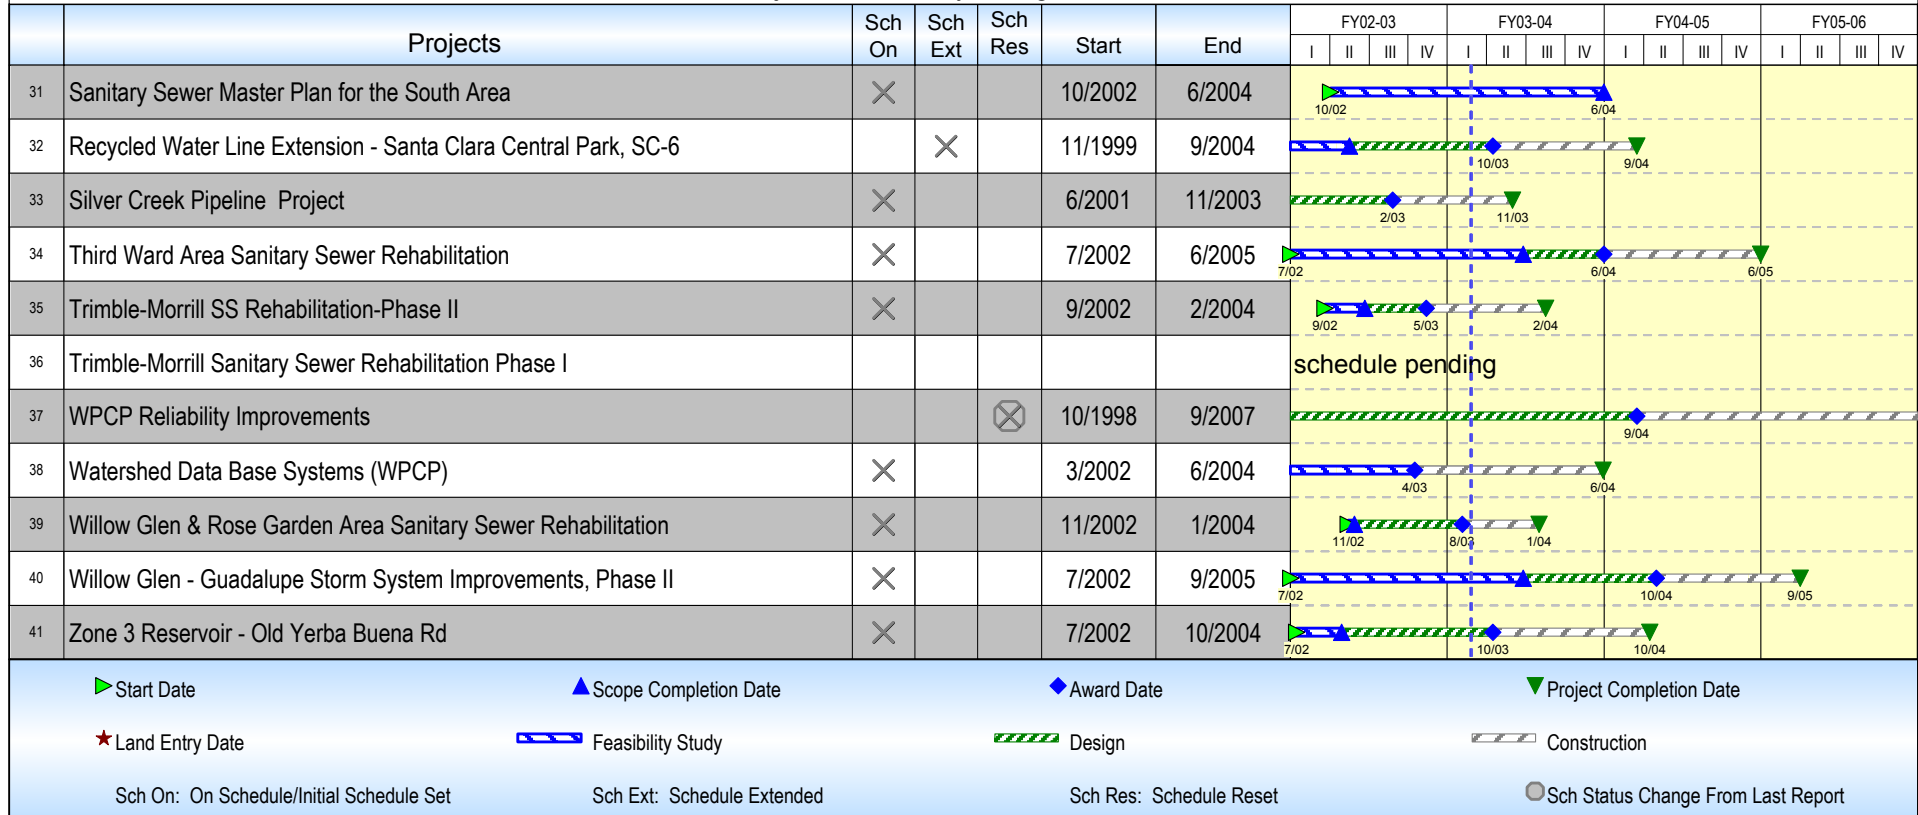 Projects Sch On Sch Ext Sch Res Start End FY02-03 FY03-04 FY04-05 FY05-06
I II III IV I II III IV I II III IV I II III IV
31 Sanitary Sewer Master Plan for the South Area 10/2002 6/2004
10/02 6/04
32 Recycled Water Line Extension - Santa Clara Central Park, SC-6 11/1999 9/2004
10/03 9/04
33 Silver Creek Pipeline Project 6/2001 11/2003
2/03 11/03
34 Third Ward Area Sanitary Sewer Rehabilitation 7/2002 6/2005
7/02 6/04 6/05
35 Trimble-Morrill SS Rehabilitation-Phase II 9/2002 2/2004
9/02 5/03 2/04
36 Trimble-Morrill Sanitary Sewer Rehabilitation Phase I schedule pending
37 WPCP Reliability Improvements 10/1998 9/2007
9/04
38 Watershed Data Base Systems (WPCP) 3/2002 6/2004
4/03 6/04
39 Willow Glen & Rose Garden Area Sanitary Sewer Rehabilitation 11/2002 1/2004
11/02 8/03 1/04
40 Willow Glen - Guadalupe Storm System Improvements, Phase II 7/2002 9/2005
7/02 10/04 9/05
41 Zone 3 Reservoir - Old Yerba Buena Rd 7/2002 10/2004
7/02 10/03 10/04
Start Date Scope Completion Date Award Date Project Completion Date
Land Entry Date Feasibility Study Design Construction
Sch On: On Schedule/Initial Schedule Set Sch Ext: Schedule Extended Sch Res: Schedule Reset Sch Status Change From Last Report